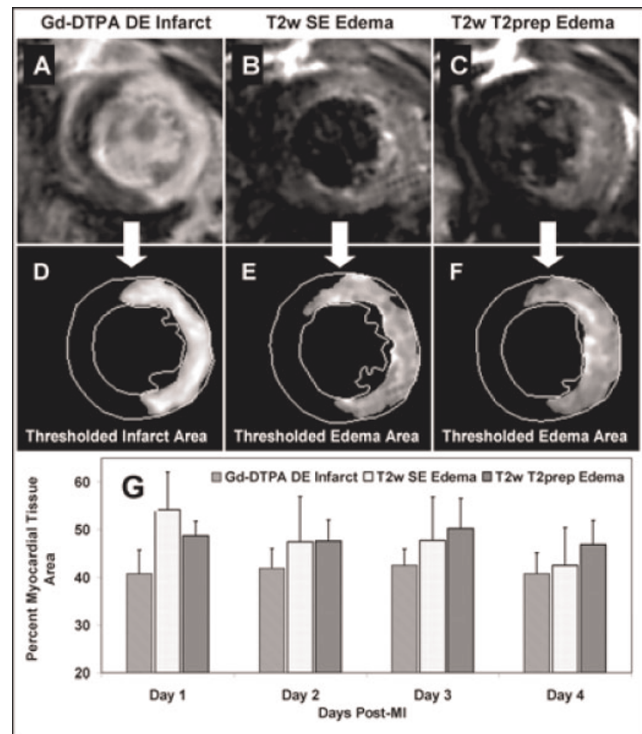 Gd-DTPA DE Infarct T2w SE Edema T2w T2prep Edema
A B C
D E F
Thresholded Infarct Area Thresholded Edema Area Thresholded Edema Area
G
Gd-DTPA DE Infarct T2w SE Edema T2w T2prep Edema
Percent Myocardial Tissue
Area
60
50
40
30
20
Day 1 Day 2 Day 3 Day 4
Days Post-MI